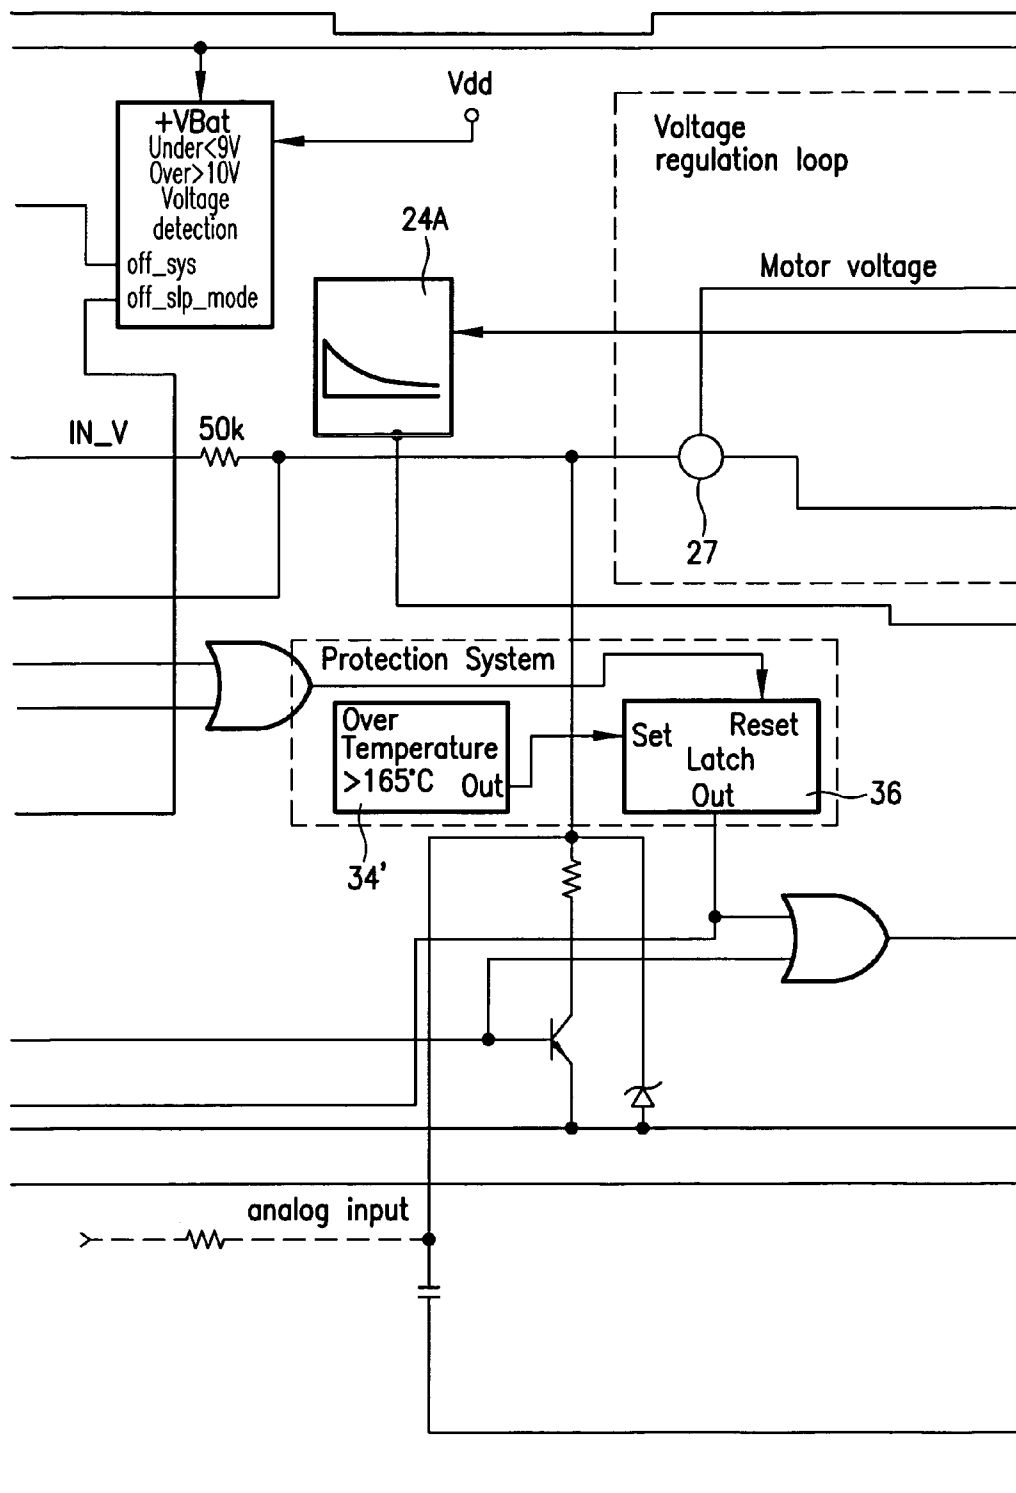 Vdd
+VBat
Under<9V
Over>10V
Voltage
detection
off_sys
off_slp_mode
Voltage
regulation loop
24A
Motor voltage
IN_V
50k
27
Protection System
Over
Temperature
>165°C
Out
Set
Reset
Latch
Out
36
34'
analog input